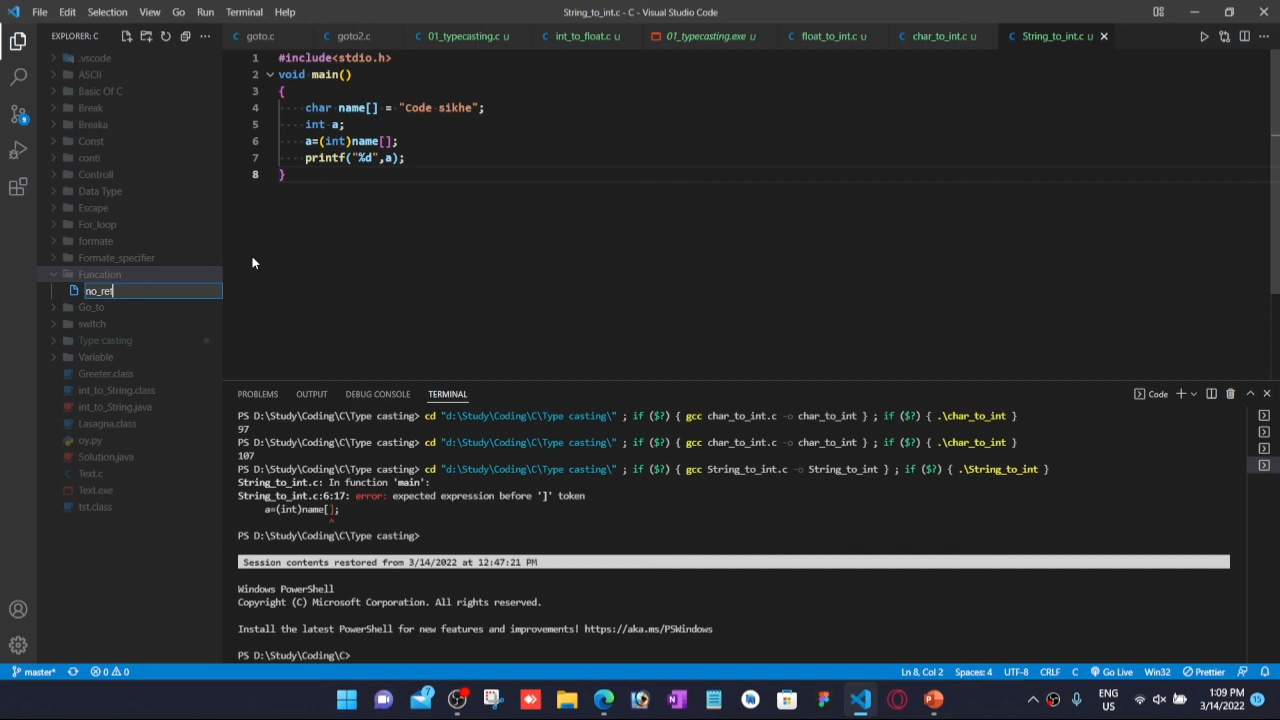 File Edit Selection View Go Run Terminal Help
String_to_int.c - C - Visual Studio Code
EXPLORER: C
goto.c
goto2.c
01_typecasting.c U
int_to_float.c U
01_typecasting.exe U
float_to_int.c U
char_to_int.c U
String_to_int.c U
.vscode
ASCII
Basic Of C
Break
Breaka
Const
conti
Controll
Data Type
Escape
For_loop
formate
Formate_specifier
Funcation
no_ret
Go_to
switch
Type casting
Variable
Greeter.class
int_to_String.class
int_to_String.java
Lasagna.class
oy.py
Solution.java
Text.c
Text.exe
tst.class
1 #include<stdio.h>
2 void main()
3 {
4 char name[] = "Code sikhe";
5 int a;
6 a=(int)name[];
7 printf("%d",a);
8 }
PROBLEMS OUTPUT DEBUG CONSOLE TERMINAL
Code
PS D:\Study\Coding\C\Type casting> cd "d:\Study\Coding\C\Type casting\" ; if ($?) { gcc char_to_int.c -o char_to_int } ; if ($?) { .\char_to_int }
97
PS D:\Study\Coding\C\Type casting> cd "d:\Study\Coding\C\Type casting\" ; if ($?) { gcc char_to_int.c -o char_to_int } ; if ($?) { .\char_to_int }
107
PS D:\Study\Coding\C\Type casting> cd "d:\Study\Coding\C\Type casting\" ; if ($?) { gcc String_to_int.c -o String_to_int } ; if ($?) { .\String_to_int }
String_to_int.c: In function 'main':
String_to_int.c:6:17: error: expected expression before ']' token
a=(int)name[];
^
PS D:\Study\Coding\C\Type casting>
Session contents restored from 3/14/2022 at 12:47:21 PM
Windows PowerShell
Copyright (C) Microsoft Corporation. All rights reserved.
Install the latest PowerShell for new features and improvements! https://aka.ms/PSWindows
PS D:\Study\Coding\C>
master* 0 0
Ln 8, Col 2 Spaces: 4 UTF-8 CRLF C Go Live Win32 Prettier
ENG
US
1:09 PM
3/14/2022